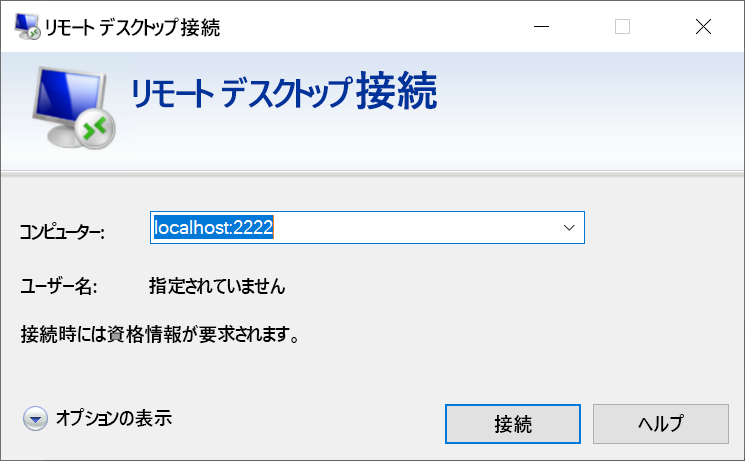 リモート デスクトップ接続
リモート デスクトップ接続
コンピューター: localhost:2222
ユーザー名: 指定されていません
接続時には資格情報が要求されます。
オプションの表示 接続 ヘルプ